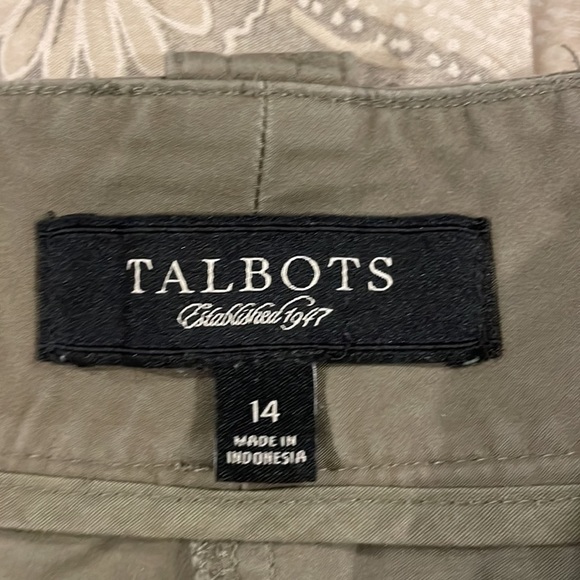 TALBOTS
Established 1947
14
MADE IN
INDONESIA